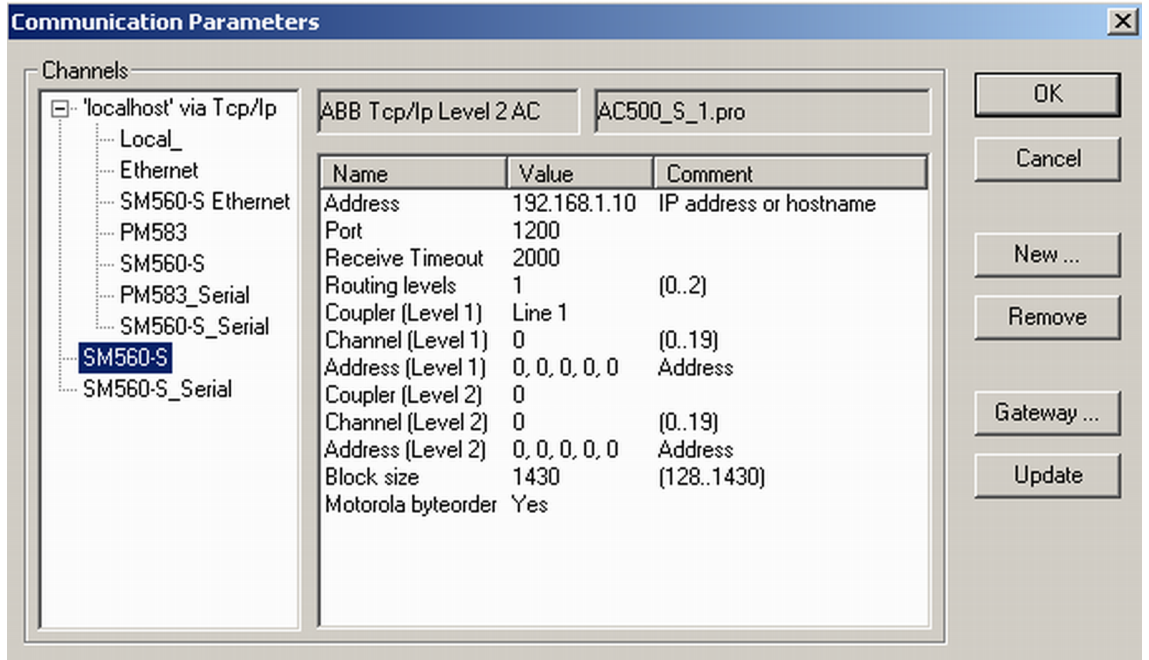 Communication Parameters
Channels
'localhost' via Tcp/Ip
Local_
Ethernet
SM560-S Ethernet
PM583
SM560-S
PM583_Serial
SM560-S_Serial
SM560-S
SM560-S_Serial
ABB Tcp/Ip Level 2 AC AC500_S_1.pro
Name Value Comment
Address 192.168.1.10 IP address or hostname
Port 1200
Receive Timeout 2000
Routing levels 1 (0..2)
Coupler (Level 1) Line 1
Channel (Level 1) 0 (0..19)
Address (Level 1) 0, 0, 0, 0, 0 Address
Coupler (Level 2) 0
Channel (Level 2) 0 (0..19)
Address (Level 2) 0, 0, 0, 0, 0 Address
Block size 1430 (128..1430)
Motorola byteorder Yes
OK
Cancel
New ...
Remove
Gateway ...
Update